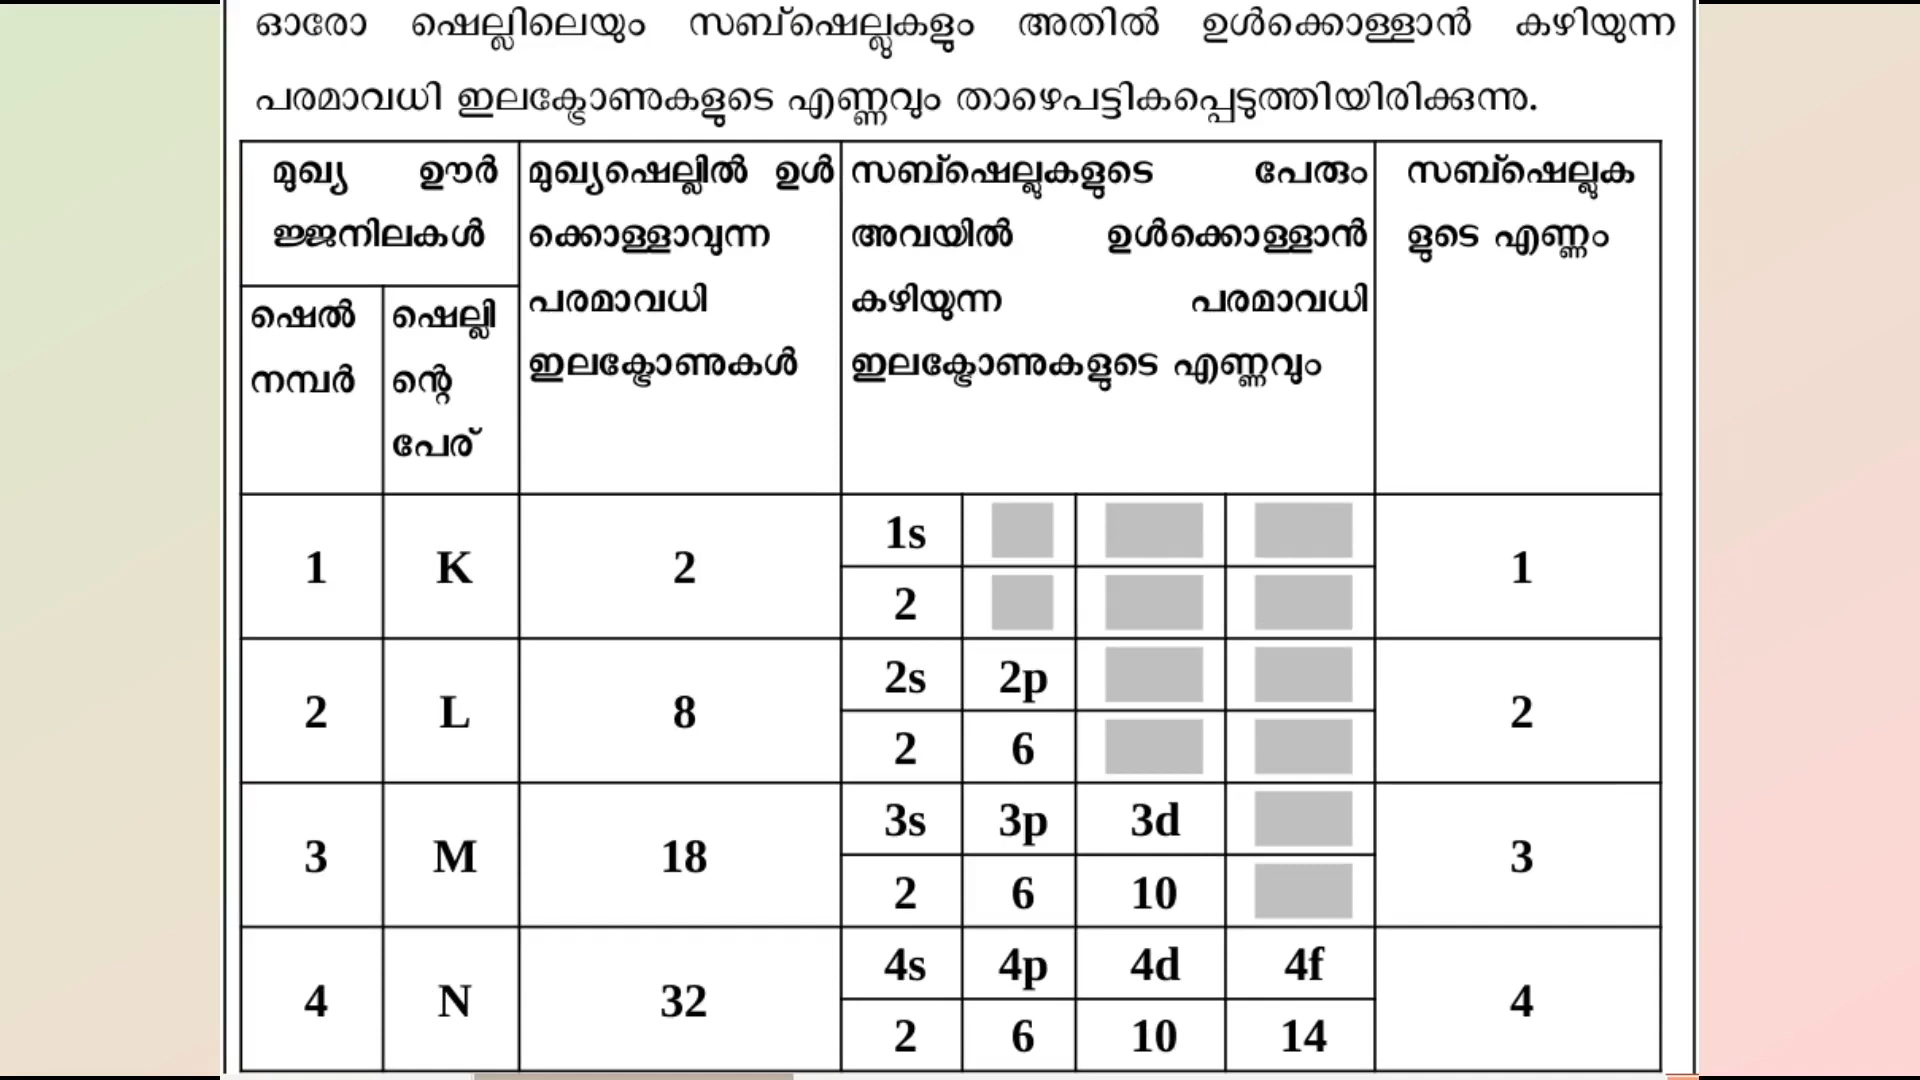 ഓരോ ഷെല്ലിലെയും സബ്ഷെല്ലുകളും അതിൽ ഉൾക്കൊള്ളാൻ കഴിയുന്ന
പരമാവധി ഇലക്ട്രോണുകളുടെ എണ്ണവും താഴെപട്ടികപ്പെടുത്തിയിരിക്കുന്നു.
മുഖ്യ ഊർ
ജ്ജനിലകൾ
ഷെൽ
നമ്പർ
ഷെല്ലി
ന്റെ
പേര്
മുഖ്യഷെല്ലിൽ ഉൾ
ക്കൊള്ളാവുന്ന
പരമാവധി
ഇലക്ട്രോണുകൾ
സബ്ഷെല്ലുകളുടെ പേരും
അവയിൽ ഉൾക്കൊള്ളാൻ
കഴിയുന്ന പരമാവധി
ഇലക്ട്രോണുകളുടെ എണ്ണവും
സബ്ഷെല്ലുക
ളുടെ എണ്ണം
1 K 2 1s 1
2
2 L 8 2s 2p 2
2 6
3 M 18 3s 3p 3d 3
2 6 10
4 N 32 4s 4p 4d 4f 4
2 6 10 14